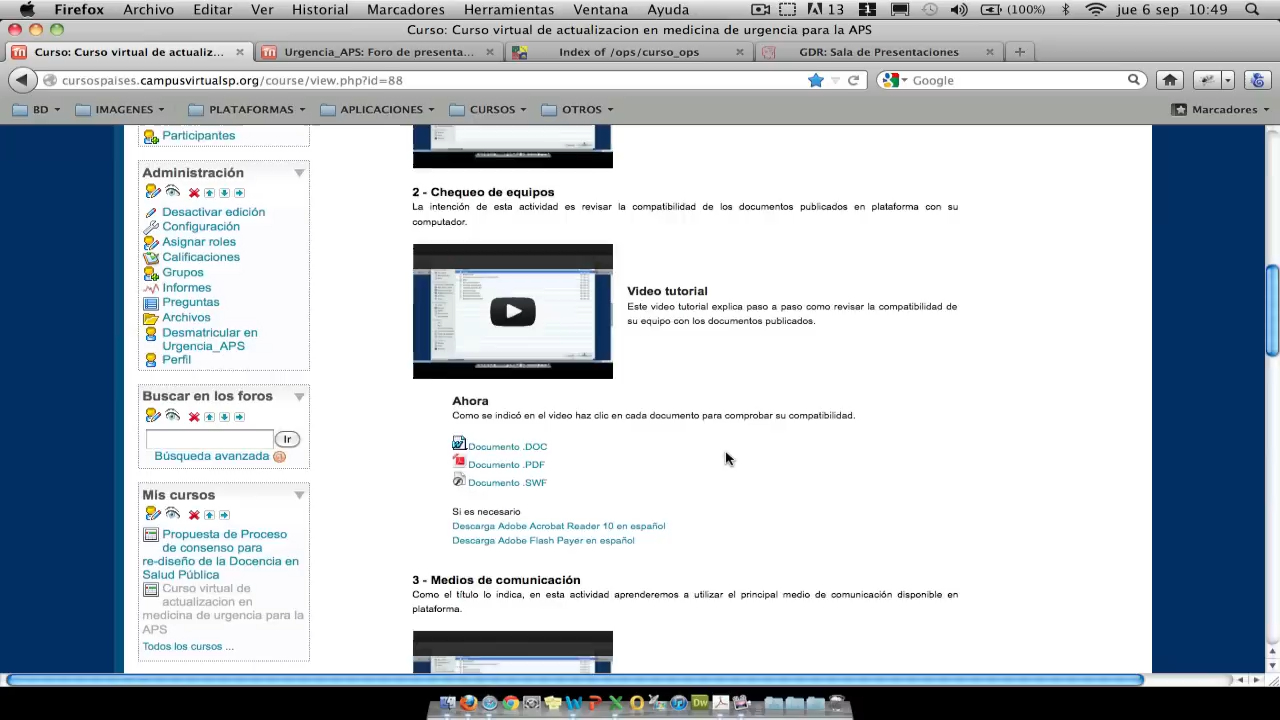 Firefox Archivo Editar Ver Historial Marcadores Herramientas Ventana Ayuda 13 1 (100%) jue 6 sep 10:49
Curso: Curso virtual de actualizacion en medicina de urgencia para la APS
Curso: Curso virtual de actualiz... Urgencia_APS: Foro de presenta... Index of /ops/curso_ops GDR: Sala de Presentaciones
cursospaises.campusvirtualsp.org/course/view.php?id=88 Google
BD IMAGENES PLATAFORMAS APLICACIONES CURSOS OTROS Marcadores
Participantes
Administración
Desactivar edición
Configuración
Asignar roles
Calificaciones
Grupos
Informes
Preguntas
Archivos
Desmatricular en
Urgencia_APS
Perfil
Buscar en los foros
Ir
Búsqueda avanzada
Mis cursos
Propuesta de Proceso
de consenso para
re-diseño de la Docencia en
Salud Pública
Curso virtual de
actualizacion en
medicina de urgencia para la
APS
Todos los cursos ...
2 - Chequeo de equipos
La intención de esta actividad es revisar la compatibilidad de los documentos publicados en plataforma con su
computador.
Video tutorial
Este video tutorial explica paso a paso como revisar la compatibilidad de
su equipo con los documentos publicados.
Ahora
Como se indicó en el video haz clic en cada documento para comprobar su compatibilidad.
Documento .DOC
Documento .PDF
Documento .SWF
Si es necesario
Descarga Adobe Acrobat Reader 10 en español
Descarga Adobe Flash Payer en español
3 - Medios de comunicación
Como el título lo indica, en esta actividad aprenderemos a utilizar el principal medio de comunicación disponible en
plataforma.